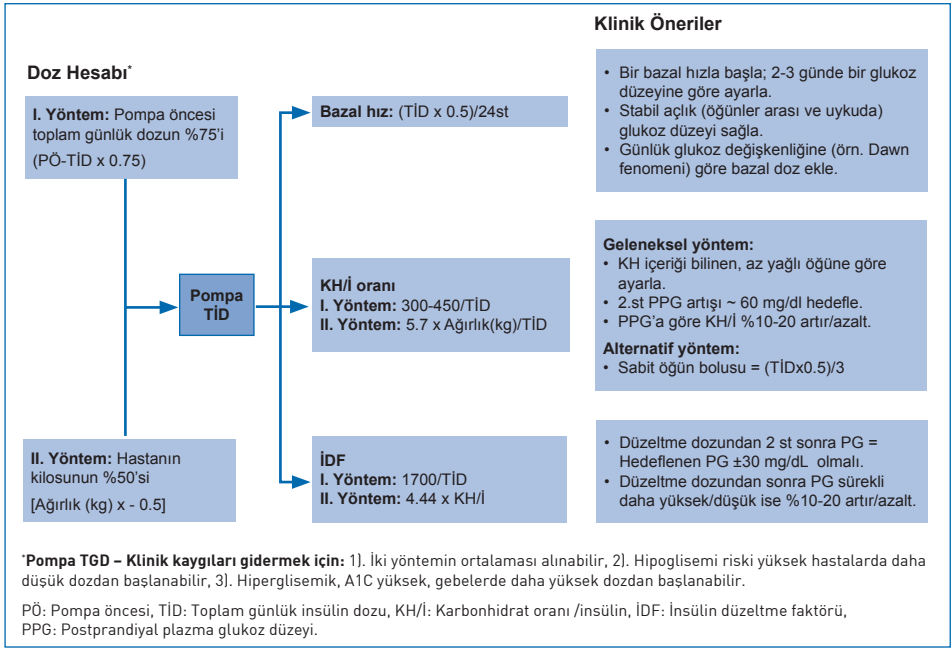 Klinik Öneriler
Doz Hesabı*
I. Yöntem: Pompa öncesi
toplam günlük dozun %75'i
(PÖ-TİD x 0.75)
Pompa
TİD
II. Yöntem: Hastanın
kilosunun %50'si
[Ağırlık (kg) x - 0.5]
Bazal hız: (TİD x 0.5)/24st
• Bir bazal hızla başla; 2-3 günde bir glukoz
düzeyine göre ayarla.
• Stabil açlık (öğünler arası ve uykuda)
glukoz düzeyi sağla.
• Günlük glukoz değişkenliğine (örn. Dawn
fenomeni) göre bazal doz ekle.
KH/İ oranı
I. Yöntem: 300-450/TİD
II. Yöntem: 5.7 x Ağırlık(kg)/TİD
Geleneksel yöntem:
• KH içeriği bilinen, az yağlı öğüne göre
ayarla.
• 2.st PPG artışı ~ 60 mg/dl hedefle.
• PPG'a göre KH/İ %10-20 artır/azalt.
Alternatif yöntem:
• Sabit öğün bolusu = (TİDx0.5)/3
İDF
I. Yöntem: 1700/TİD
II. Yöntem: 4.44 x KH/İ
• Düzeltme dozundan 2 st sonra PG =
Hedeflenen PG ±30 mg/dL olmalı.
• Düzeltme dozundan sonra PG sürekli
daha yüksek/düşük ise %10-20 artır/azalt.
*Pompa TGD – Klinik kaygıları gidermek için: 1). İki yöntemin ortalaması alınabilir, 2). Hipoglisemi riski yüksek hastalarda daha
düşük dozdan başlanabilir, 3). Hiperglisemik, A1C yüksek, gebelerde daha yüksek dozdan başlanabilir.
PÖ: Pompa öncesi, TİD: Toplam günlük insülin dozu, KH/İ: Karbonhidrat oranı /insülin, İDF: İnsülin düzeltme faktörü,
PPG: Postprandiyal plazma glukoz düzeyi.